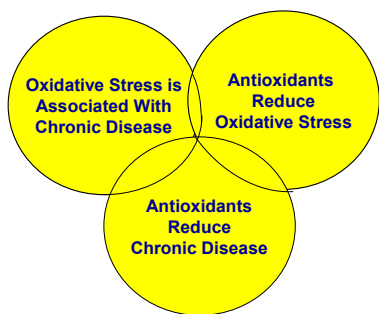 Oxidative Stress is
Associated With
Chronic Disease
Antioxidants
Reduce
Oxidative Stress
Antioxidants
Reduce
Chronic Disease